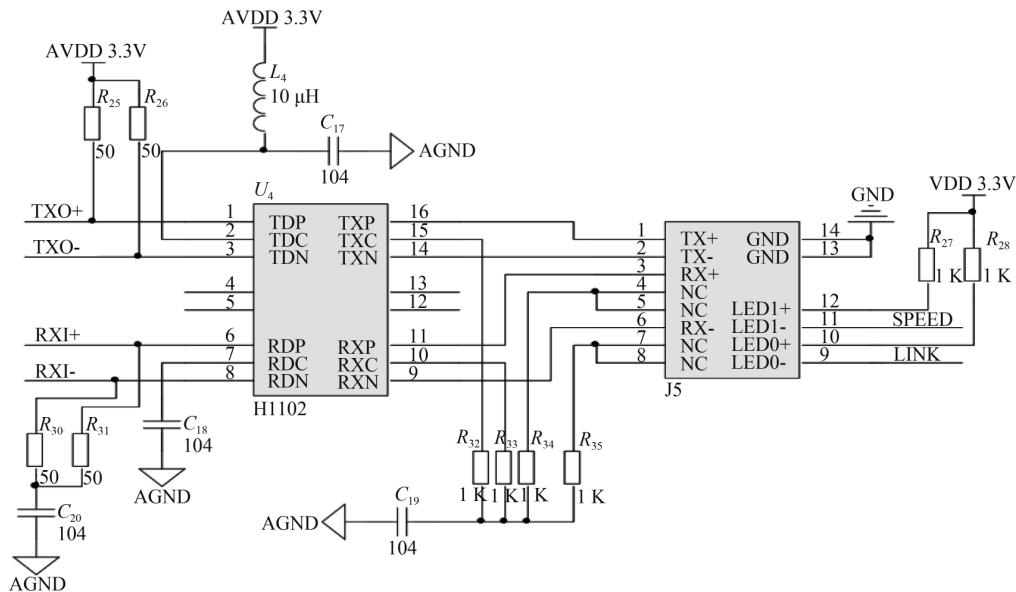 AVDD 3.3V
AVDD 3.3V
L4
10 μH
R25
R26
50
50
C17
104
AGND
U4
TXO+
TXO-
1
2
3
4
5
TDP
TDC
TDN
TXP
TXC
TXN
16
15
14
13
12
RXI+
RXI-
6
7
8
RDP
RDC
RDN
RXP
RXC
RXN
11
10
9
H1102
R30
R31
50
50
C18
104
AGND
C20
104
AGND
1
2
3
4
5
6
7
8
TX+
TX-
RX+
NC
NC
RX-
NC
NC
GND
GND
LED1+
LED1-
LED0+
LED0-
14
13
12
11
10
9
J5
GND
VDD 3.3V
R27
R28
1 K
1 K
SPEED
LINK
R32
R33
R34
R35
1 K
1 K
1 K
1 K
C19
104
AGND